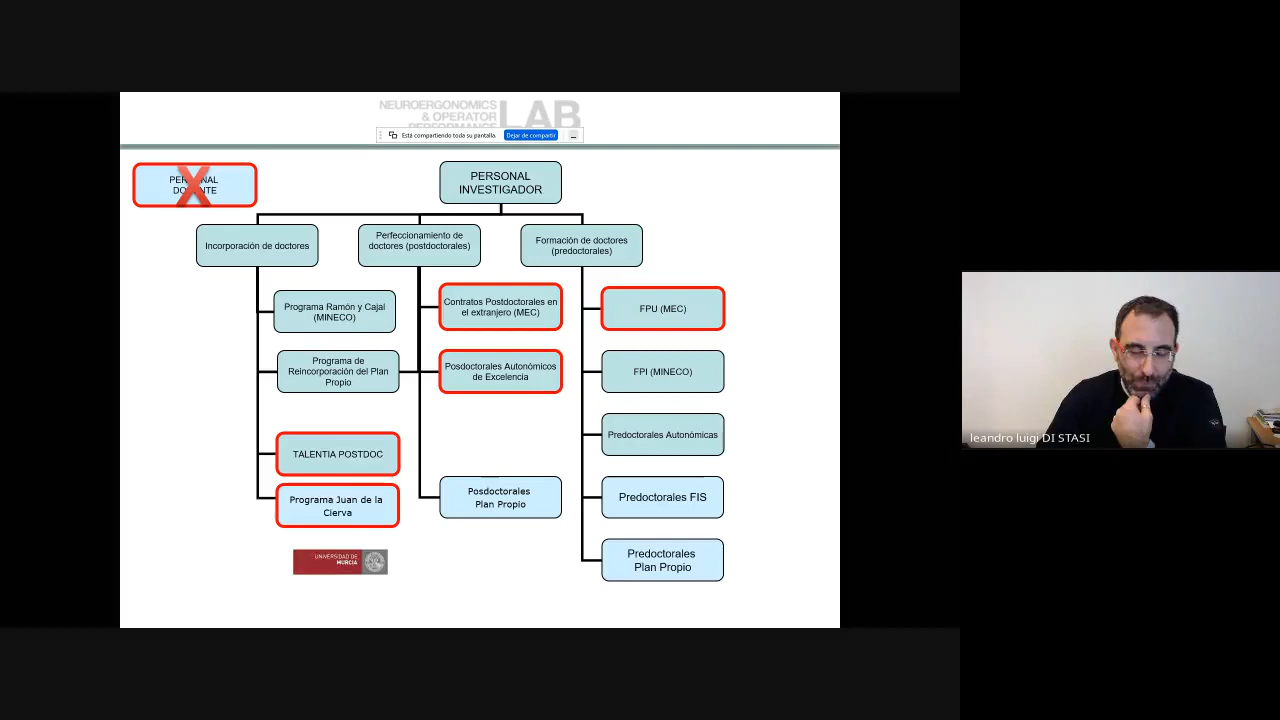 NEUROERGONOMICS
& OPERATOR
PERFORMANCE
LAB
Está compartiendo toda su pantalla.
Dejar de compartir
PERSONAL
INVESTIGADOR
Incorporación de doctores
Perfeccionamiento de
doctores (postdoctorales)
Formación de doctores
(predoctorales)
Programa Ramón y Cajal
(MINECO)
Contratos Postdoctorales en
el extranjero (MEC)
FPU (MEC)
Programa de
Reincorporación del Plan
Propio
Posdoctorales Autonómicos
de Excelencia
FPI (MINECO)
TALENTIA POSTDOC
Predoctorales Autonómicas
Programa Juan de la
Cierva
Posdoctorales
Plan Propio
Predoctorales FIS
Predoctorales
Plan Propio
UNIVERSIDAD DE
MURCIA
leandro luigi DI STASI